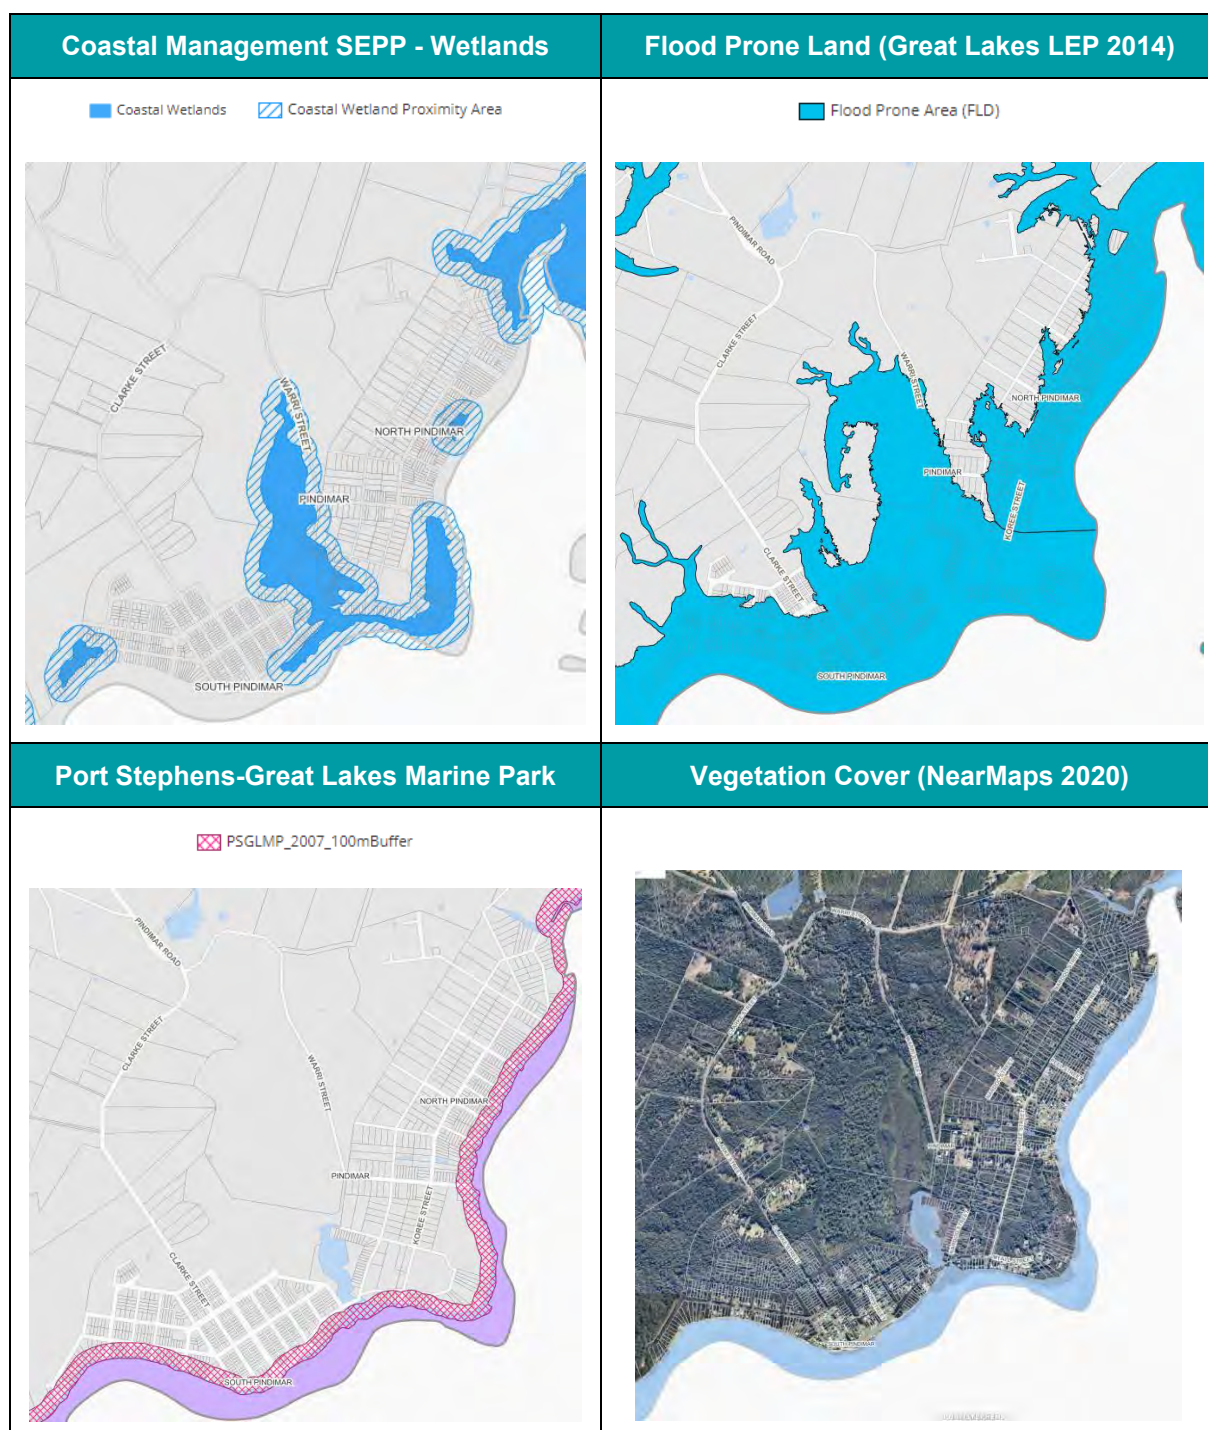 Coastal Management SEPP - Wetlands
Coastal Wetlands
Coastal Wetland Proximity Area
CLARKE STREET
WARRI STREET
NORTH PINDIMAR
PINDIMAR
SOUTH PINDIMAR
Flood Prone Land (Great Lakes LEP 2014)
Flood Prone Area (FLD)
PINDIMAR ROAD
CLARKE STREET
WARRI STREET
NORTH PINDIMAR
PINDIMAR
KOREE STREET
CLARKE STREET
SOUTH PINDIMAR
Port Stephens-Great Lakes Marine Park
PSGLMP_2007_100mBuffer
PINDIMAR ROAD
CLARKE STREET
WARRI STREET
NORTH PINDIMAR
PINDIMAR
KOREE STREET
CLARKE STREET
SOUTH PINDIMAR
Vegetation Cover (NearMaps 2020)
SOUTH PINDIMAR